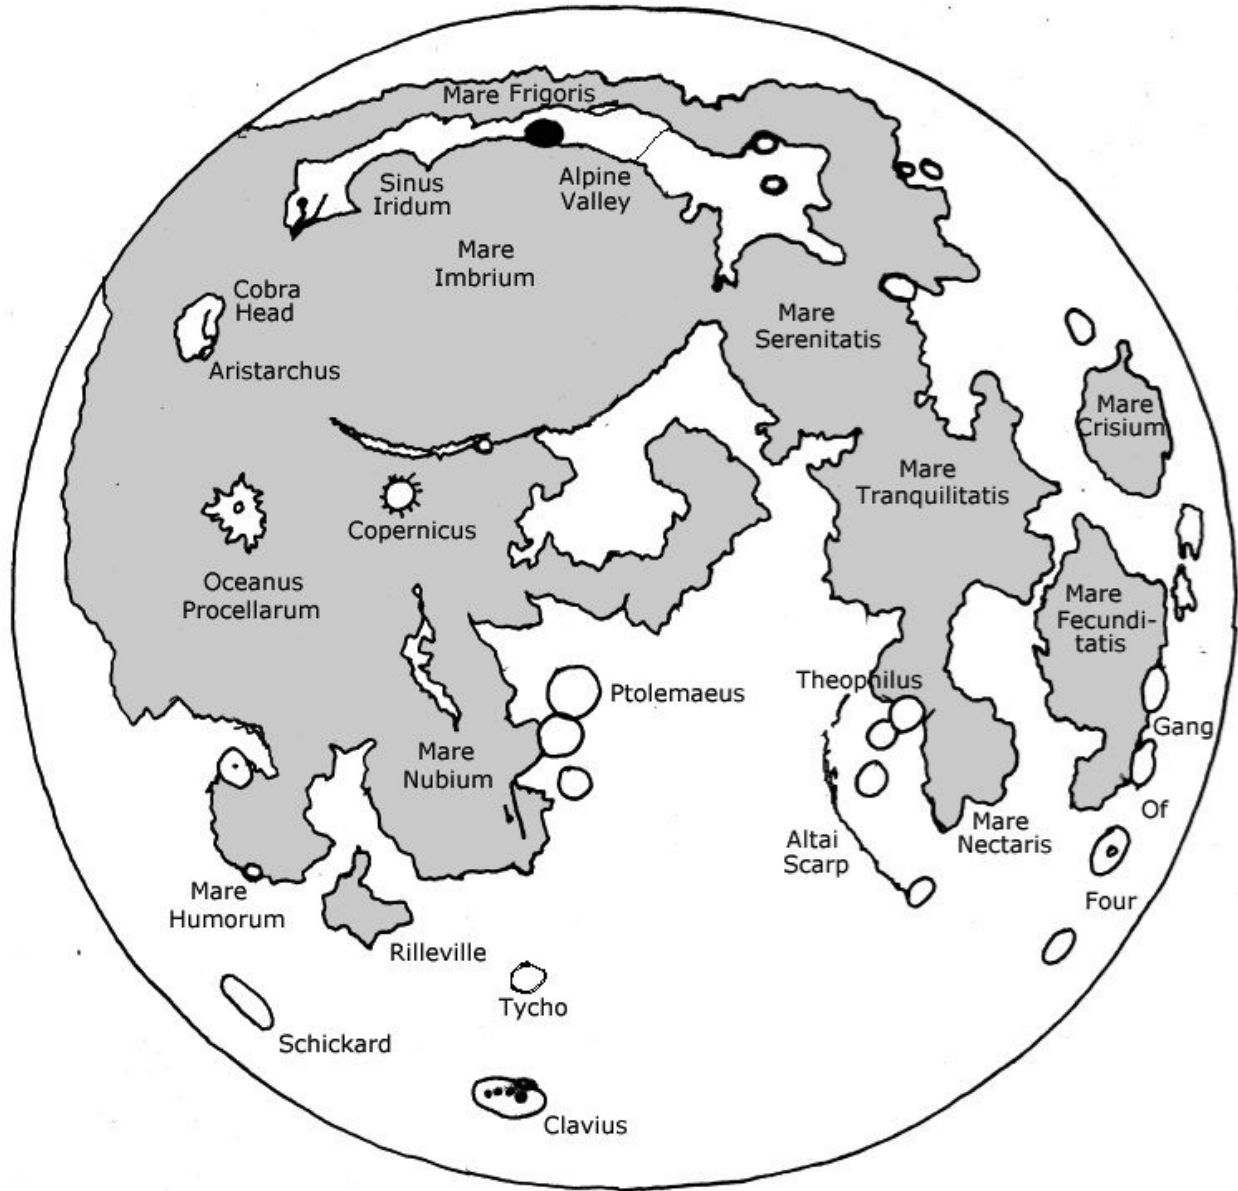 Mare Frigoris
Sinus
Iridum
Alpine
Valley
Mare
Imbrium
Cobra
Head
Aristarchus
Mare
Serenitatis
Mare
Crisium
Mare
Tranquilitatis
Copernicus
Oceanus
Procellarum
Mare
Fecundi-
tatis
Theophilus
Ptolemaeus
Gang
Of
Four
Mare
Nubium
Mare
Nectaris
Altai
Scarp
Mare
Humorum
Rilleville
Tycho
Schickard
Clavius